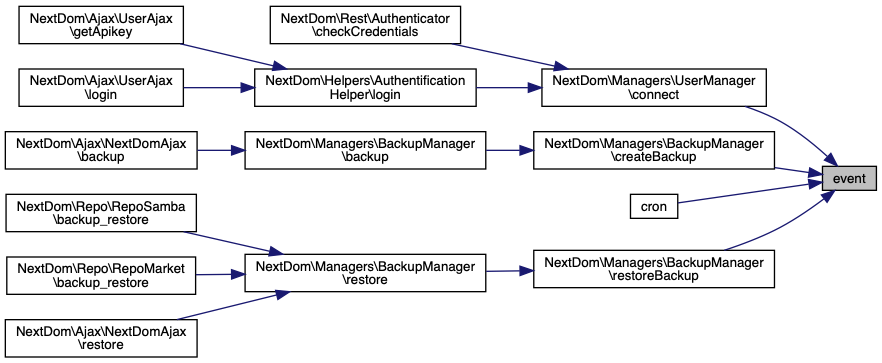 NextDom\Ajax\UserAjax
\getApikey
NextDom\Rest\Authenticator
\checkCredentials
NextDom\Ajax\UserAjax
\login
NextDom\Helpers\Authentification
Helper\login
NextDom\Managers\UserManager
\connect
NextDom\Ajax\NextDomAjax
\backup
NextDom\Managers\BackupManager
\backup
NextDom\Managers\BackupManager
\createBackup
event
cron
NextDom\Repo\RepoSamba
\backup_restore
NextDom\Repo\RepoMarket
\backup_restore
NextDom\Managers\BackupManager
\restore
NextDom\Managers\BackupManager
\restoreBackup
NextDom\Ajax\NextDomAjax
\restore